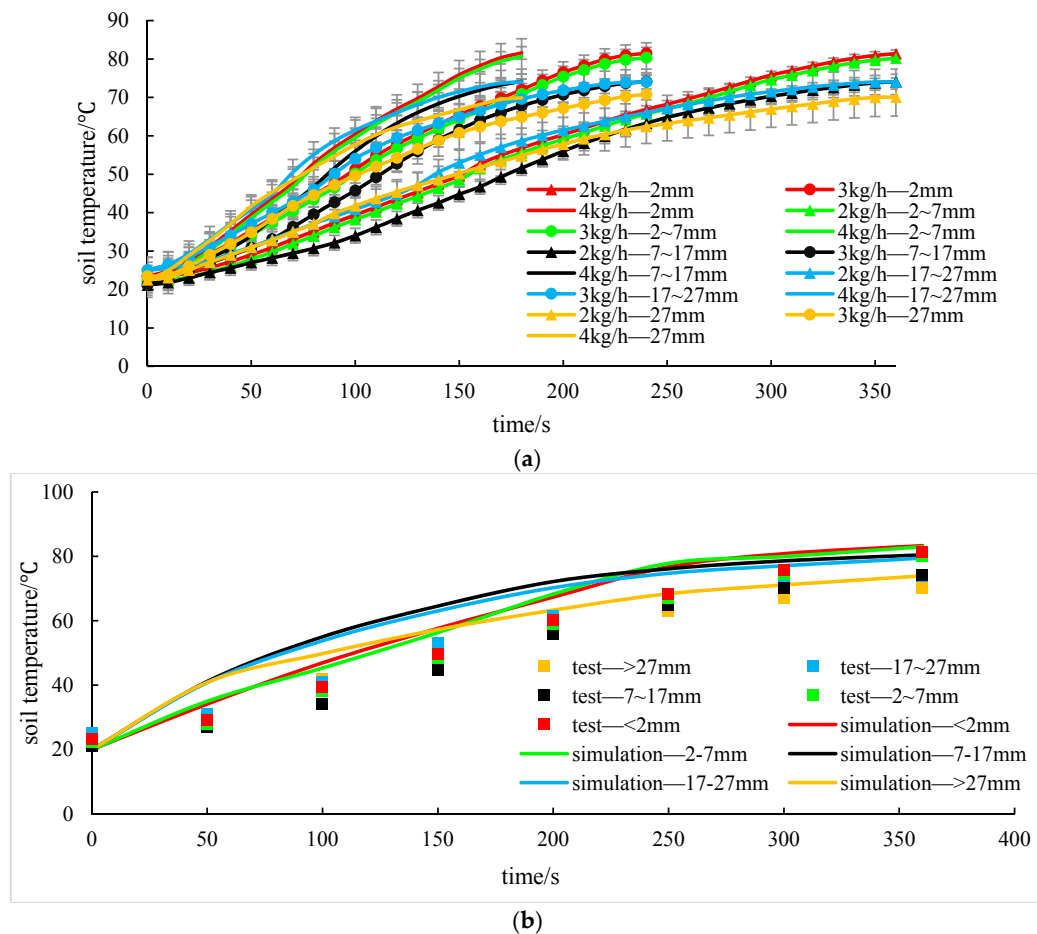 90
80
70
60
50
40
30
20
10
0
soil temperature/°C
2kg/h—2mm 3kg/h—2mm
4kg/h—2mm 2kg/h—2~7mm
3kg/h—2~7mm 4kg/h—2~7mm
2kg/h—7~17mm 3kg/h—7~17mm
4kg/h—7~17mm 2kg/h—17~27mm
3kg/h—17~27mm 4kg/h—17~27mm
2kg/h—27mm 3kg/h—27mm
4kg/h—27mm
0 50 100 150 200 250 300 350
time/s
(a)
100
80
60
40
20
0
soil temperature/°C
test—>27mm test—17~27mm
test—7~17mm test—2~7mm
test—<2mm simulation—<2mm
simulation—2-7mm simulation—7-17mm
simulation—17-27mm simulation—>27mm
0 50 100 150 200 250 300 350 400
time/s
(b)